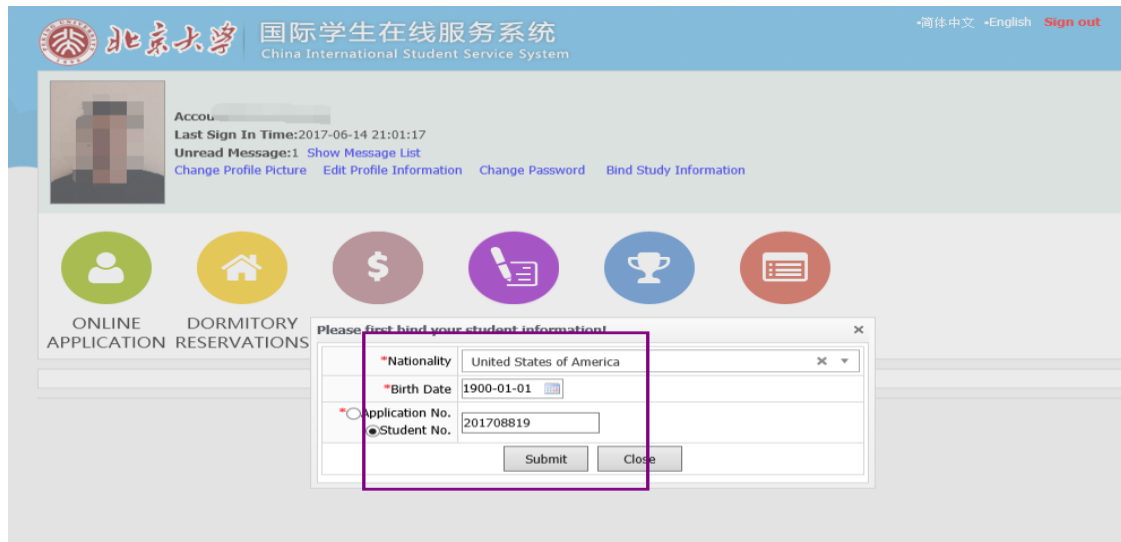 北京大学 国际学生在线服务系统
China International Student Service System
•简体中文 •English Sign out
Last Sign In Time:2017-06-14 21:01:17
Unread Message:1 Show Message List
Change Profile Picture Edit Profile Information Change Password Bind Study Information
ONLINE APPLICATION
DORMITORY RESERVATIONS
Please first bind your student information!
*Nationality United States of America
*Birth Date 1900-01-01
*Application No.
Student No. 201708819
Submit Close